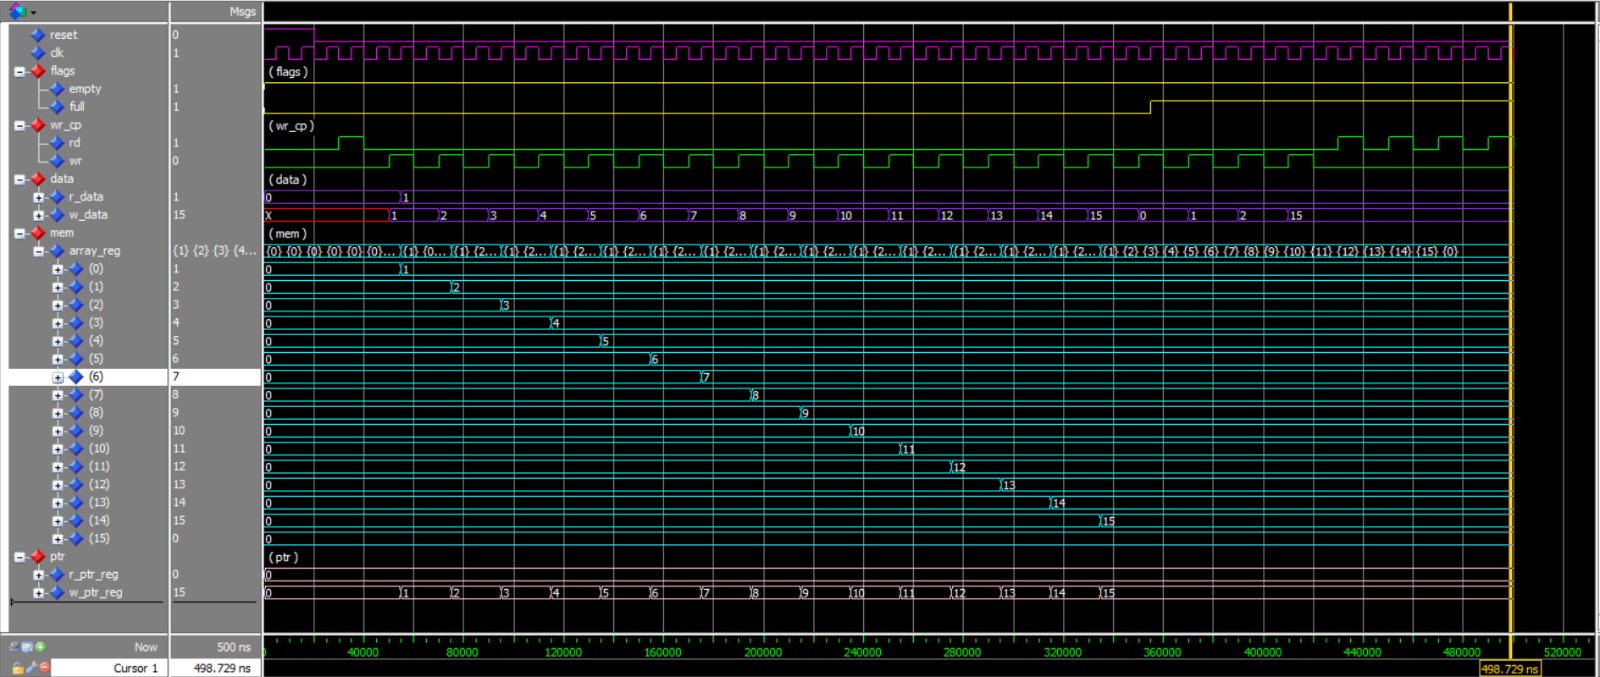 Msgs
reset 0
clk 1
flags (flags)
empty 1
full 1
wr_cp (wr_cp)
rd 1
wr 0
data (data)
r_data 1 0 1
w_data 15 X 1 2 3 4 5 6 7 8 9 10 11 12 13 14 15 0 1 2 15
mem (mem)
array_reg {1} {2} {3} {4... {0} {0} {0} {0} {0} {0}... {1} {0... {1} {2... {1} {2... {1} {2... {1} {2... {1} {2... {1} {2... {1} {2... {1} {2... {1} {2... {1} {2... {1} {2... {1} {2... {1} {2... {1} {2} {3} {4} {5} {6} {7} {8} {9} {10} {11} {12} {13} {14} {15} {0}
(0) 1 0 1
(1) 2 0 2
(2) 3 0 3
(3) 4 0 4
(4) 5 0 5
(5) 6 0 6
(6) 7 0 7
(7) 8 0 8
(8) 9 0 9
(9) 10 0 10
(10) 11 0 11
(11) 12 0 12
(12) 13 0 13
(13) 14 0 14
(14) 15 0 15
(15) 0 0
ptr (ptr)
r_ptr_reg 0 0
w_ptr_reg 15 0 1 2 3 4 5 6 7 8 9 10 11 12 13 14 15
Now 500 ns 40000 80000 120000 160000 200000 240000 280000 320000 360000 400000 440000 480000 520000
Cursor 1 498.729 ns 498.729 ns